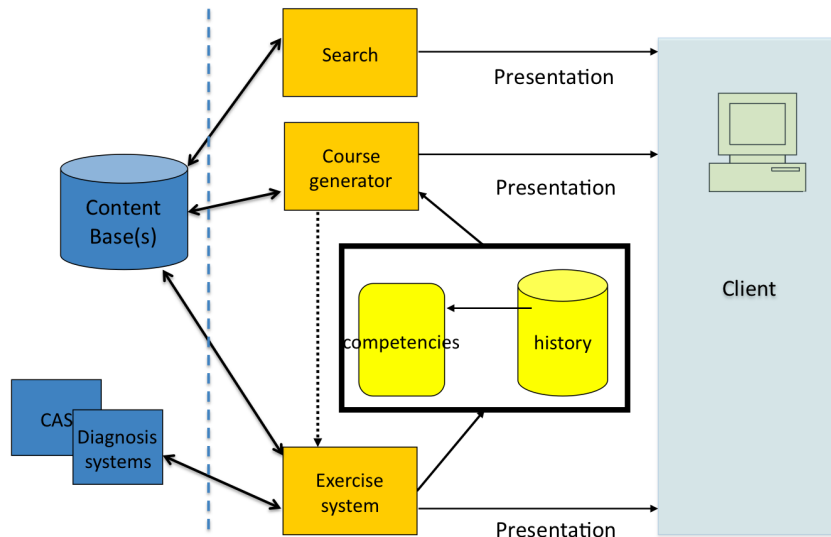 Search
Presentation
Course
generator
Presentation
Content
Base(s)
competencies
history
Client
CAS
Diagnosis
systems
Exercise
system
Presentation